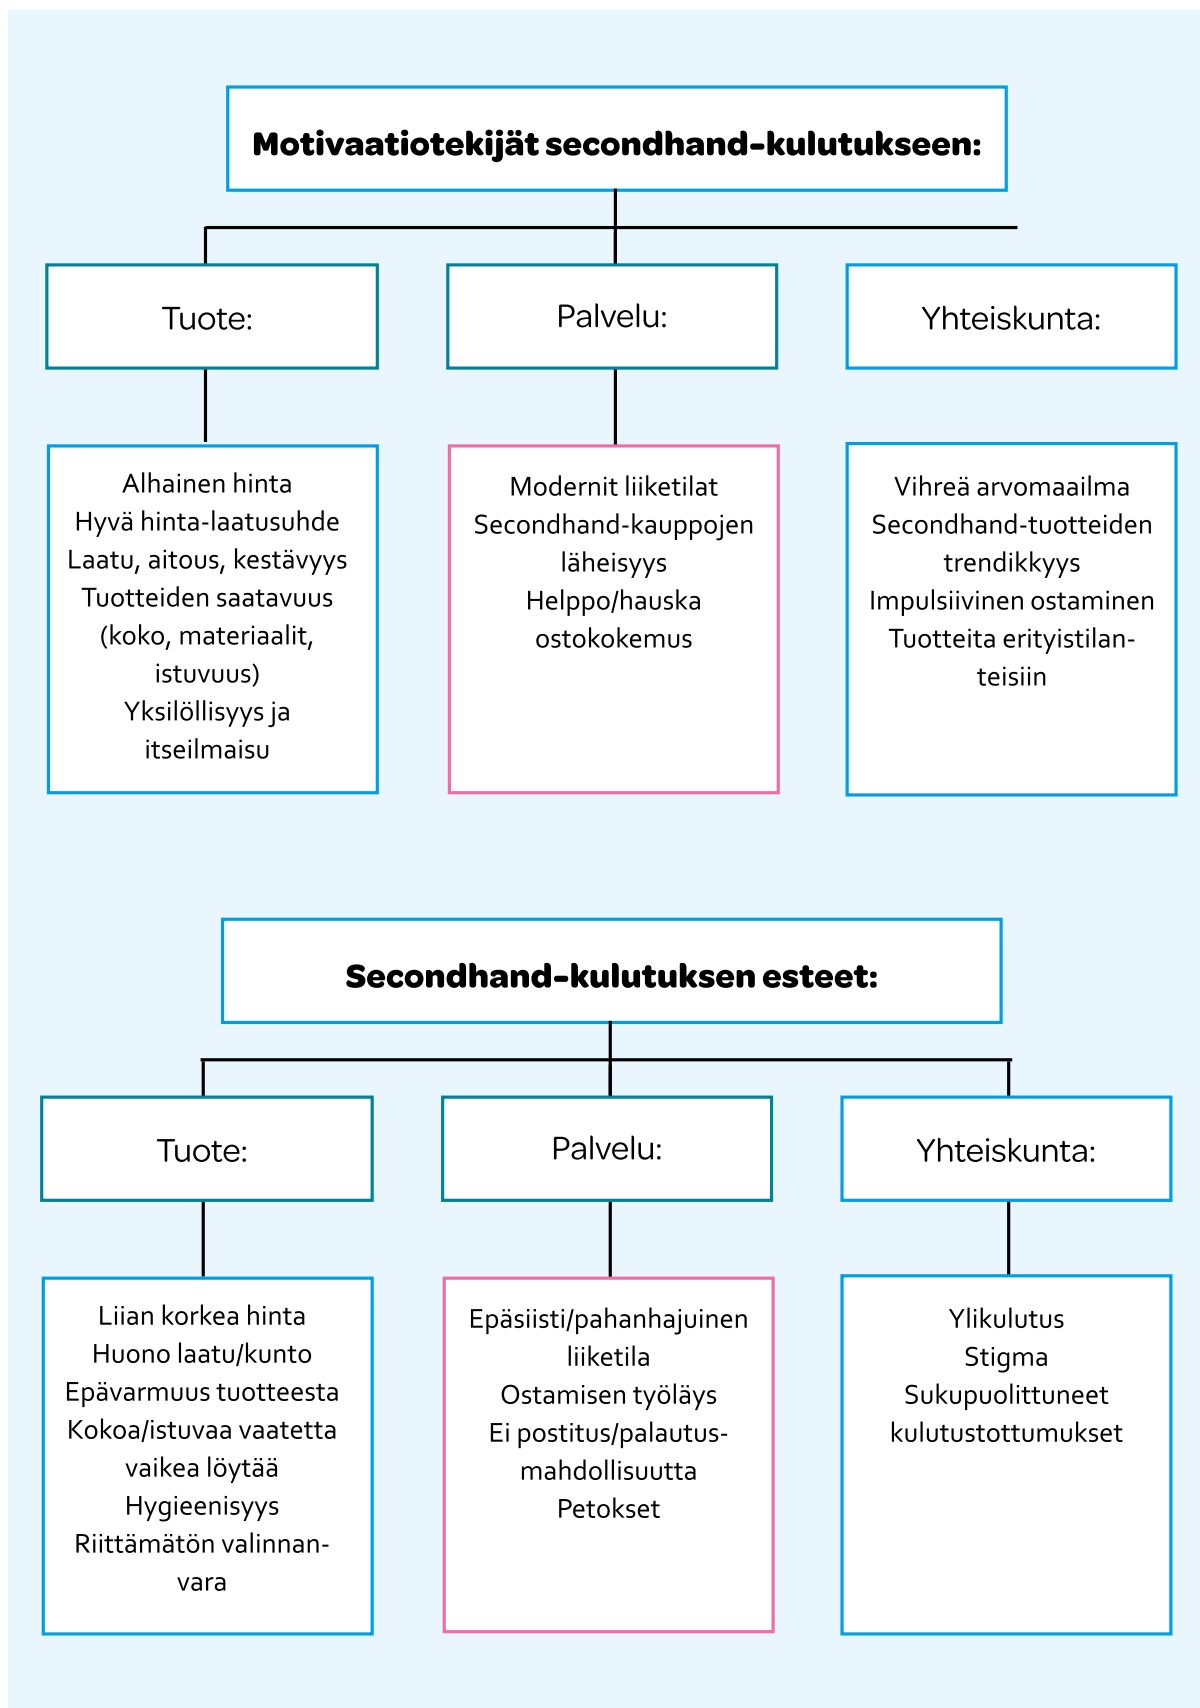 Motivaatiotekijät secondhand-kulutukseen:
Tuote:
Palvelu:
Yhteiskunta:
Alhainen hinta
Hyvä hinta-laatusuhde
Laatu, aitous, kestävyys
Tuotteiden saatavuus
(koko, materiaalit,
istuvuus)
Yksilöllisyys ja
itseilmaisu
Modernit liiketilat
Secondhand-kauppojen
läheisyys
Helppo/hauska
ostokokemus
Vihreä arvomaailma
Secondhand-tuotteiden
trendikkyys
Impulsiivinen ostaminen
Tuotteita erityistilan-
teisiin
Secondhand-kulutuksen esteet:
Tuote:
Palvelu:
Yhteiskunta:
Liian korkea hinta
Huono laatu/kunto
Epävarmuus tuotteesta
Kokoa/istuvaa vaatetta
vaikea löytää
Hygieenisyys
Riittämätön valinnan-
vara
Epäsiisti/pahanhajuinen
liiketila
Ostamisen työläys
Ei postitus/palautus-
mahdollisuutta
Petokset
Ylikulutus
Stigma
Sukupuolittuneet
kulutustottumukset